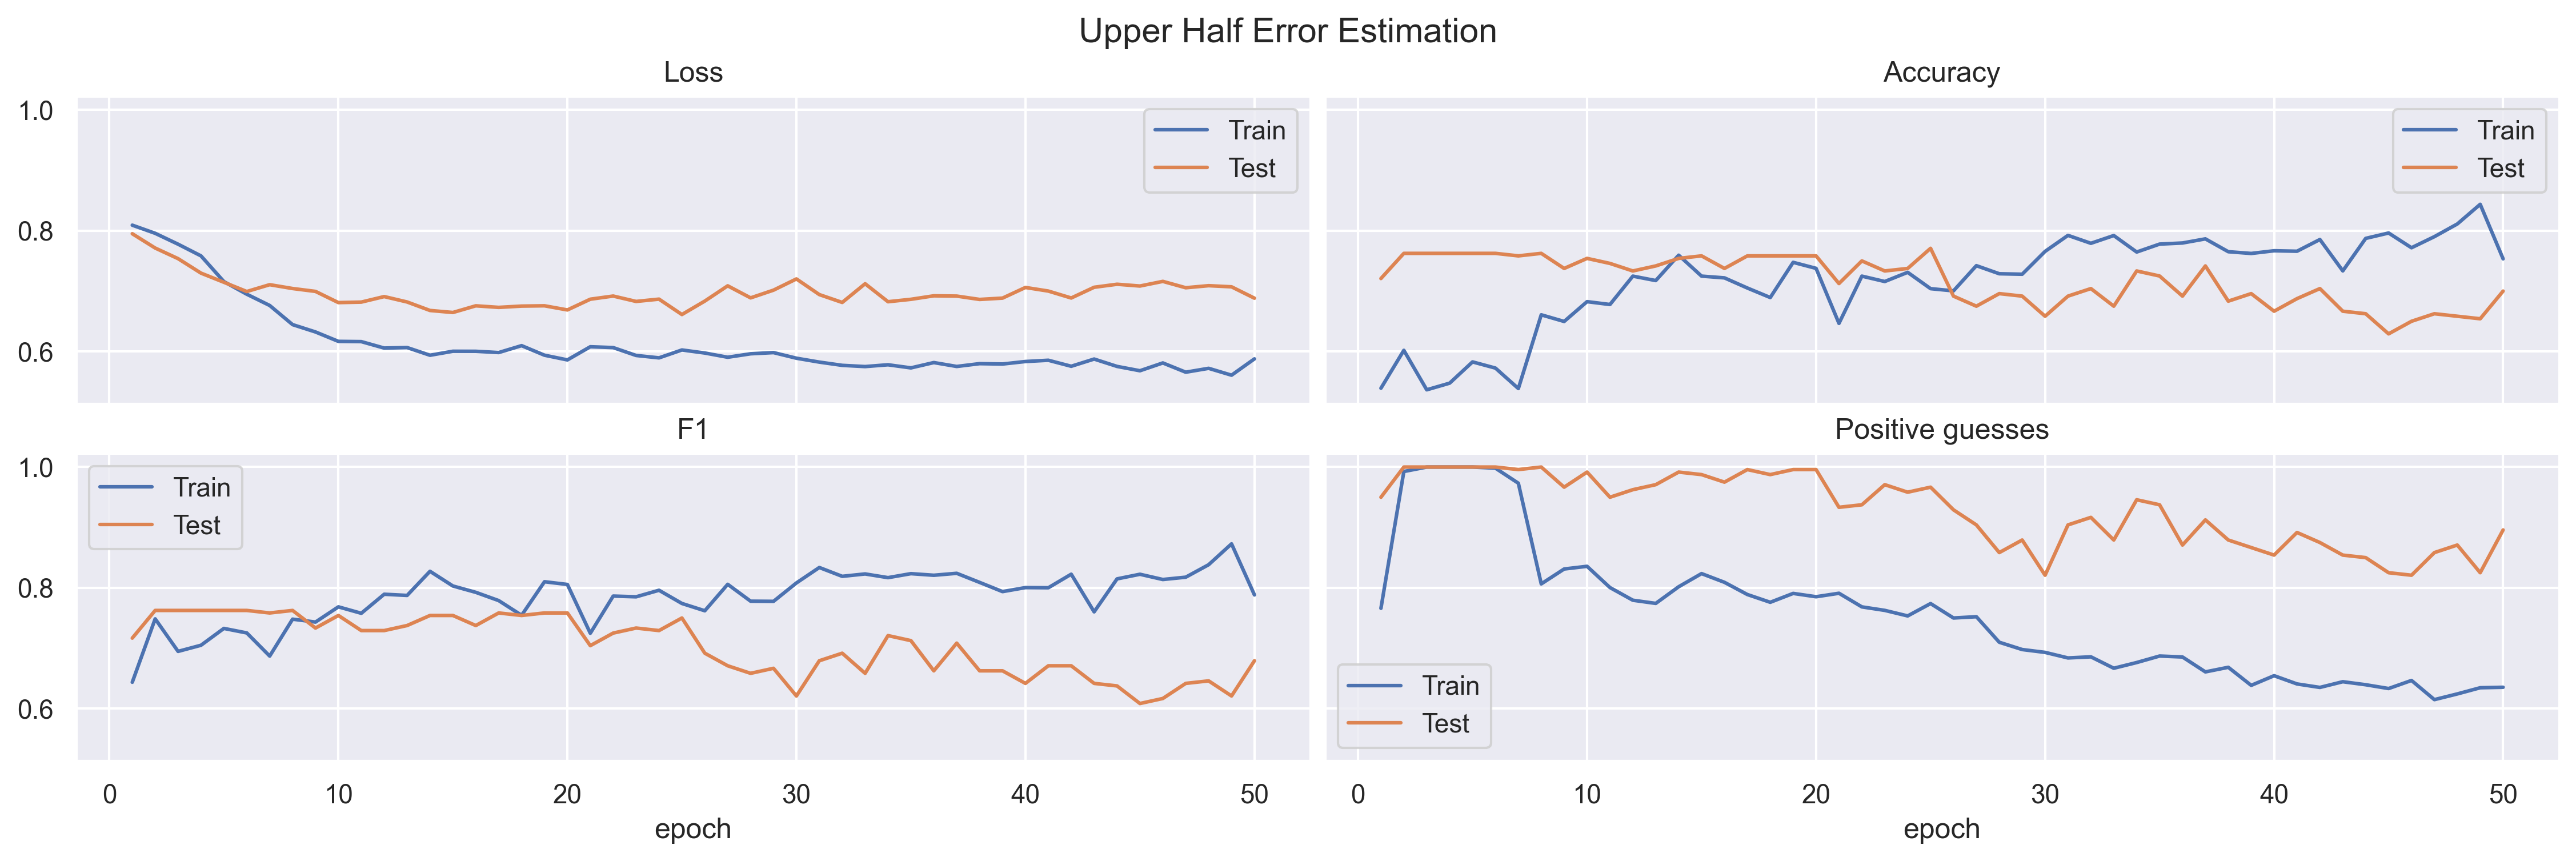 Upper Half Error Estimation
Loss
1.0
0.8
0.6
Train
Test
Accuracy
Train
Test
F1
1.0
0.8
0.6
Train
Test
0
10
20
30
40
50
epoch
Positive guesses
Train
Test
0
10
20
30
40
50
epoch